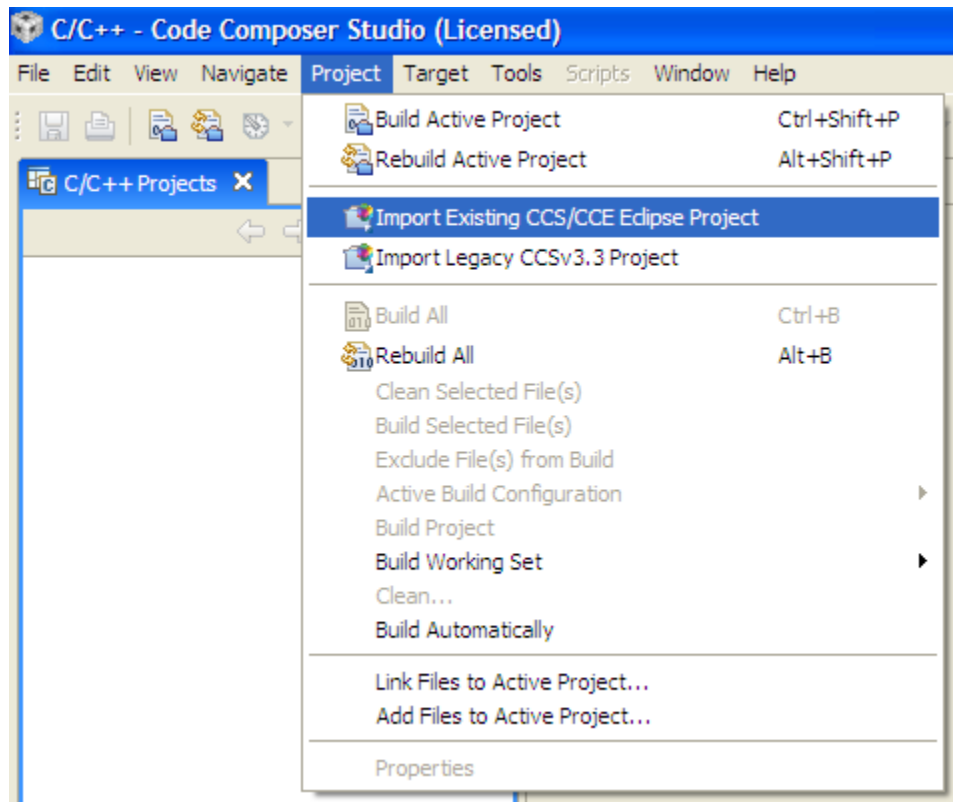 C/C++ - Code Composer Studio (Licensed)
File Edit View Navigate Project Target Tools Scripts Window Help
Build Active Project Ctrl+Shift+P
Rebuild Active Project Alt+Shift+P
C/C++ Projects
Import Existing CCS/CCE Eclipse Project
Import Legacy CCSv3.3 Project
Build All Ctrl+B
Rebuild All Alt+B
Clean Selected File(s)
Build Selected File(s)
Exclude File(s) from Build
Active Build Configuration
Build Project
Build Working Set
Clean...
Build Automatically
Link Files to Active Project...
Add Files to Active Project...
Properties